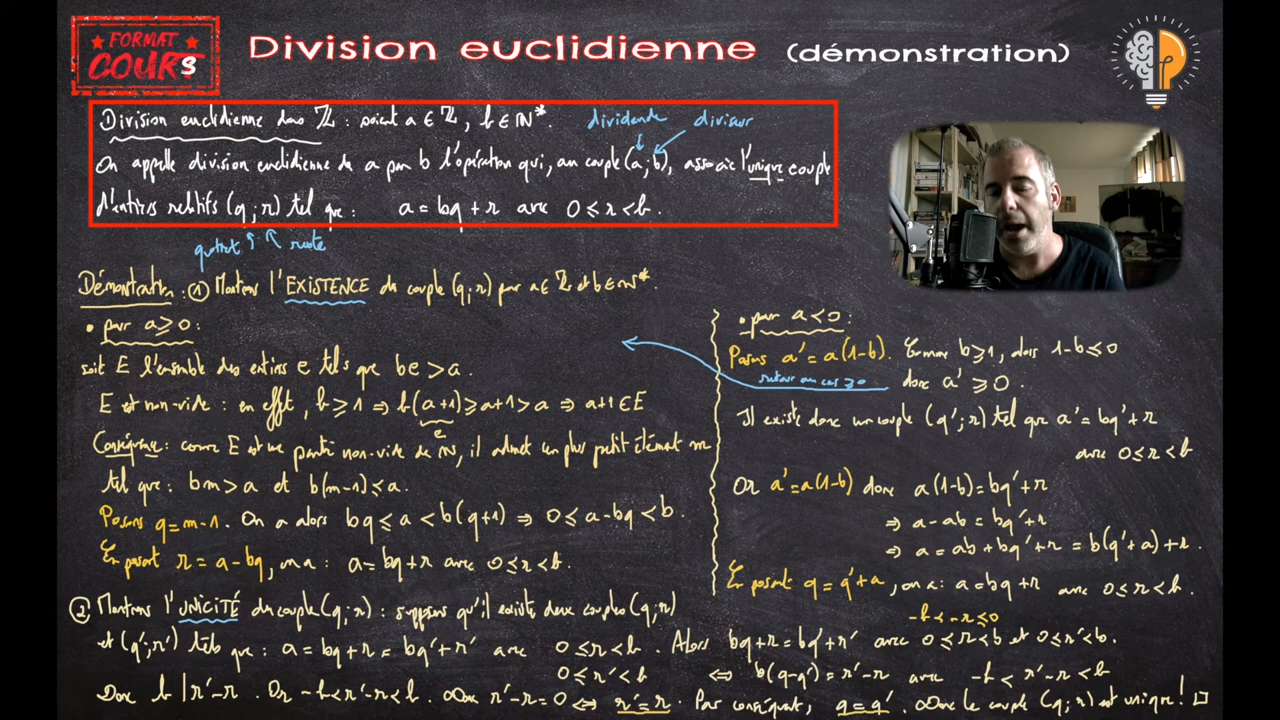 FORMAT
COURS
Division euclidienne (démonstration)
Division euclidienne dans ℤ : soient a ∈ ℤ, b ∈ ℕ*.
dividende
diviseur
On appelle division euclidienne de a par b l'opération qui, au couple (a ; b), associe l'unique couple
d'entiers relatifs (q ; r) tel que : a = bq + r avec 0 ≤ r < b.
quotient
reste
Démonstration : ① Montrons l'EXISTENCE du couple (q ; r) pour a ∈ ℤ et b ∈ ℕ*.
• pour a ≥ 0 :
soit E l'ensemble des entiers e tels que be > a.
E est non-vide : en effet, b ≥ 1 ⇒ b(a+1) ≥ a+1 > a ⇒ a+1 ∈ E
e
Conséquence : comme E est une partie non-vide de ℕ, il admet un plus petit élément m
tel que : bm > a et b(m-1) ≤ a.
Posons q = m-1. On a alors bq ≤ a < b(q+1) ⇒ 0 ≤ a-bq < b.
En posant r = a-bq, on a : a = bq + r avec 0 ≤ r < b.
• pour a < 0 :
Posons a' = a(1-b). Comme b ≥ 1, alors 1-b ≤ 0
retour au cas ≥ 0
donc a' ≥ 0.
Il existe donc un couple (q' ; r) tel que a' = bq' + r
avec 0 ≤ r < b
Or a' = a(1-b) donc a(1-b) = bq' + r
⇒ a-ab = bq' + r
⇒ a = ab + bq' + r = b(q'+a) + r.
En posant q = q'+a, on a : a = bq + r avec 0 ≤ r < b.
② Montrons l'UNICITÉ du couple (q ; r) : supposons qu'il existe deux couples (q ; r)
et (q' ; r') tels que : a = bq + r = bq' + r' avec 0 ≤ r < b
0 ≤ r' < b
-b < -r ≤ 0
Alors bq + r = bq' + r' avec 0 ≤ r < b et 0 ≤ r' < b.
⇔ b(q-q') = r'-r avec -b < r'-r < b
Donc b | r'-r. Or -b < r'-r < b. Donc r'-r = 0 ⇔ r' = r. Par conséquent, q = q'. Donc le couple (q ; r) est unique ! □